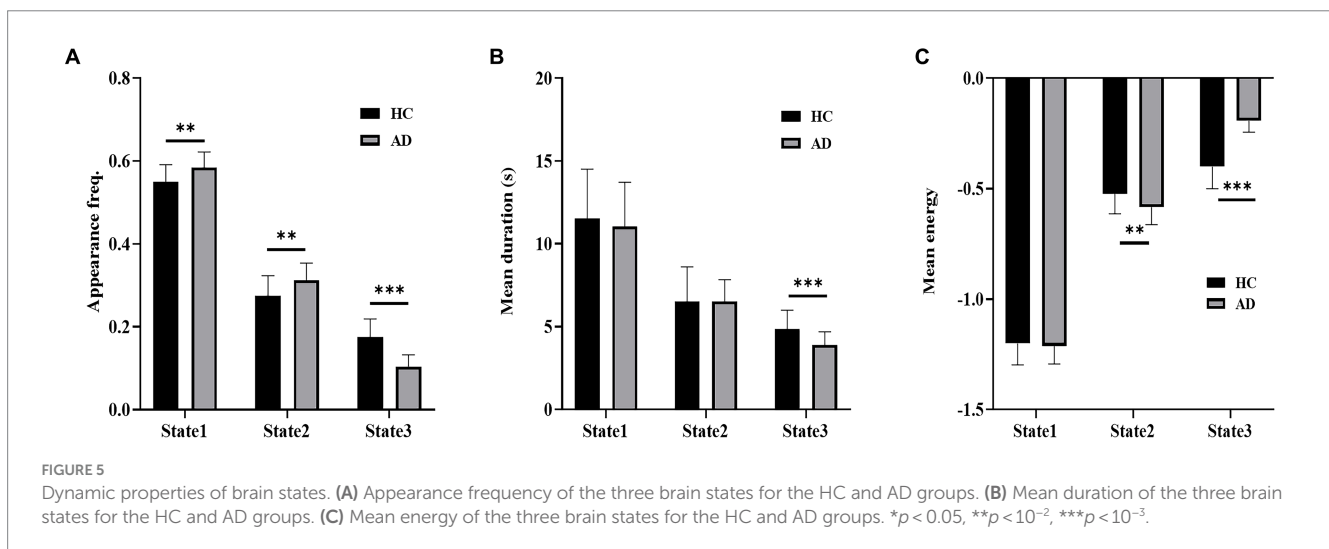 A
Appearance freq.
0.8
0.6
0.4
0.2
0.0
HC
AD
**
**
***
State1
State2
State3
B
Mean duration (s)
20
15
10
5
0
HC
AD
***
State1
State2
State3
C
Mean energy
0.0
-0.5
-1.0
-1.5
***
**
HC
AD
State1
State2
State3
FIGURE 5
Dynamic properties of brain states. (A) Appearance frequency of the three brain states for the HC and AD groups. (B) Mean duration of the three brain
states for the HC and AD groups. (C) Mean energy of the three brain states for the HC and AD groups. *p < 0.05, **p < 10⁻², ***p < 10⁻³.